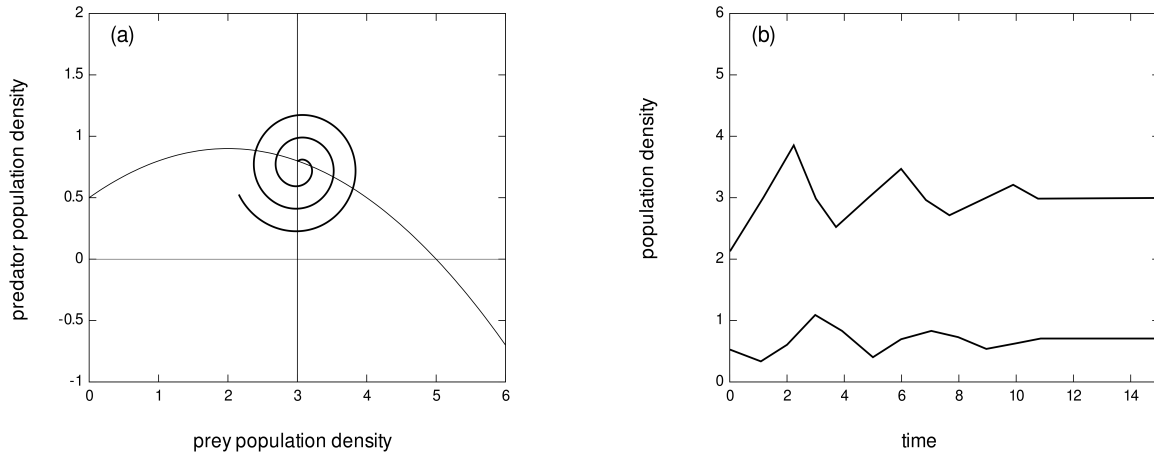 (a)
predator population density
2
1.5
1
0.5
0
-0.5
-1
0 1 2 3 4 5 6
prey population density
(b)
population density
6
5
4
3
2
1
0
0 2 4 6 8 10 12 14
time